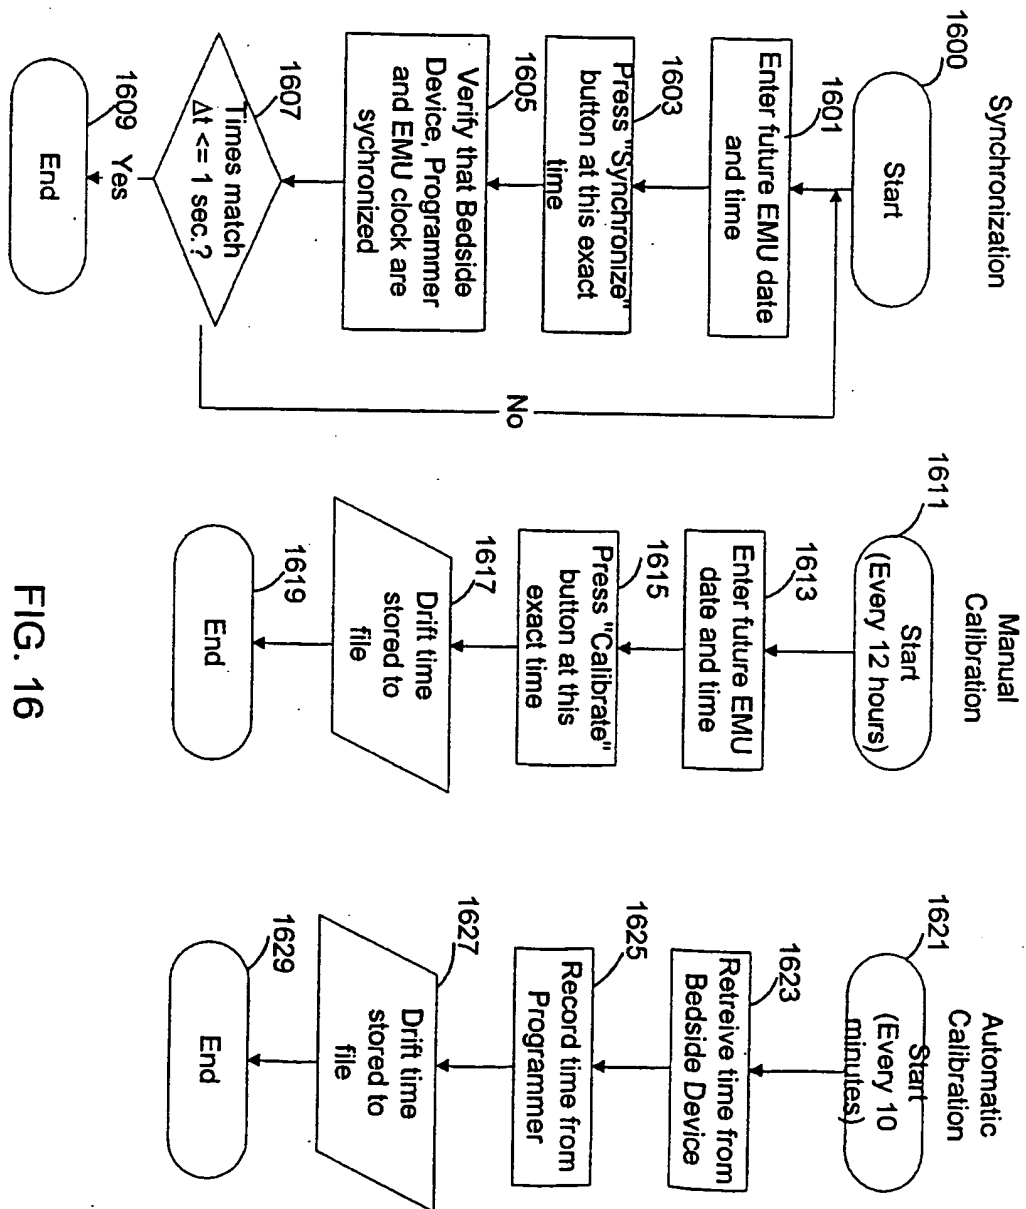 Synchronization
1600
Start
1601
Enter future EMU date
and time
1603
Press "Synchronize"
button at this exact
time
1605
Verify that Bedside
Device, Programmer
and EMU clock are
sychronized
1607
Times match
Δt <= 1 sec.?
No
Yes
1609
End
Manual
Calibration
1611
Start
(Every 12 hours)
1613
Enter future EMU
date and time
1615
Press "Calibrate"
button at this
exact time
1617
Drift time
stored to
file
1619
End
Automatic
Calibration
1621
Start
(Every 10
minutes)
1623
Retreive time from
Bedside Device
1625
Record time from
Programmer
1627
Drift time
stored to
file
1629
End
FIG. 16